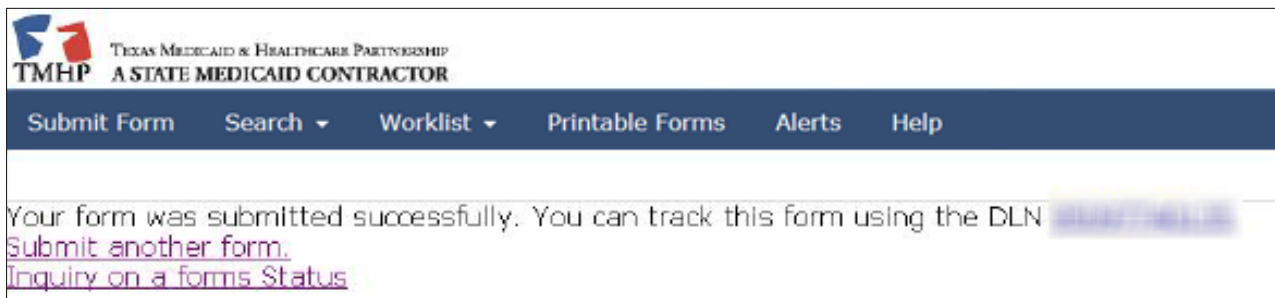 TEXAS MEDICAID & HEALTHCARE PARTNERSHIP
TMHP A STATE MEDICAID CONTRACTOR
Submit Form Search Worklist Printable Forms Alerts Help
Your form was submitted successfully. You can track this form using the DLN
Submit another form.
Inquiry on a forms Status